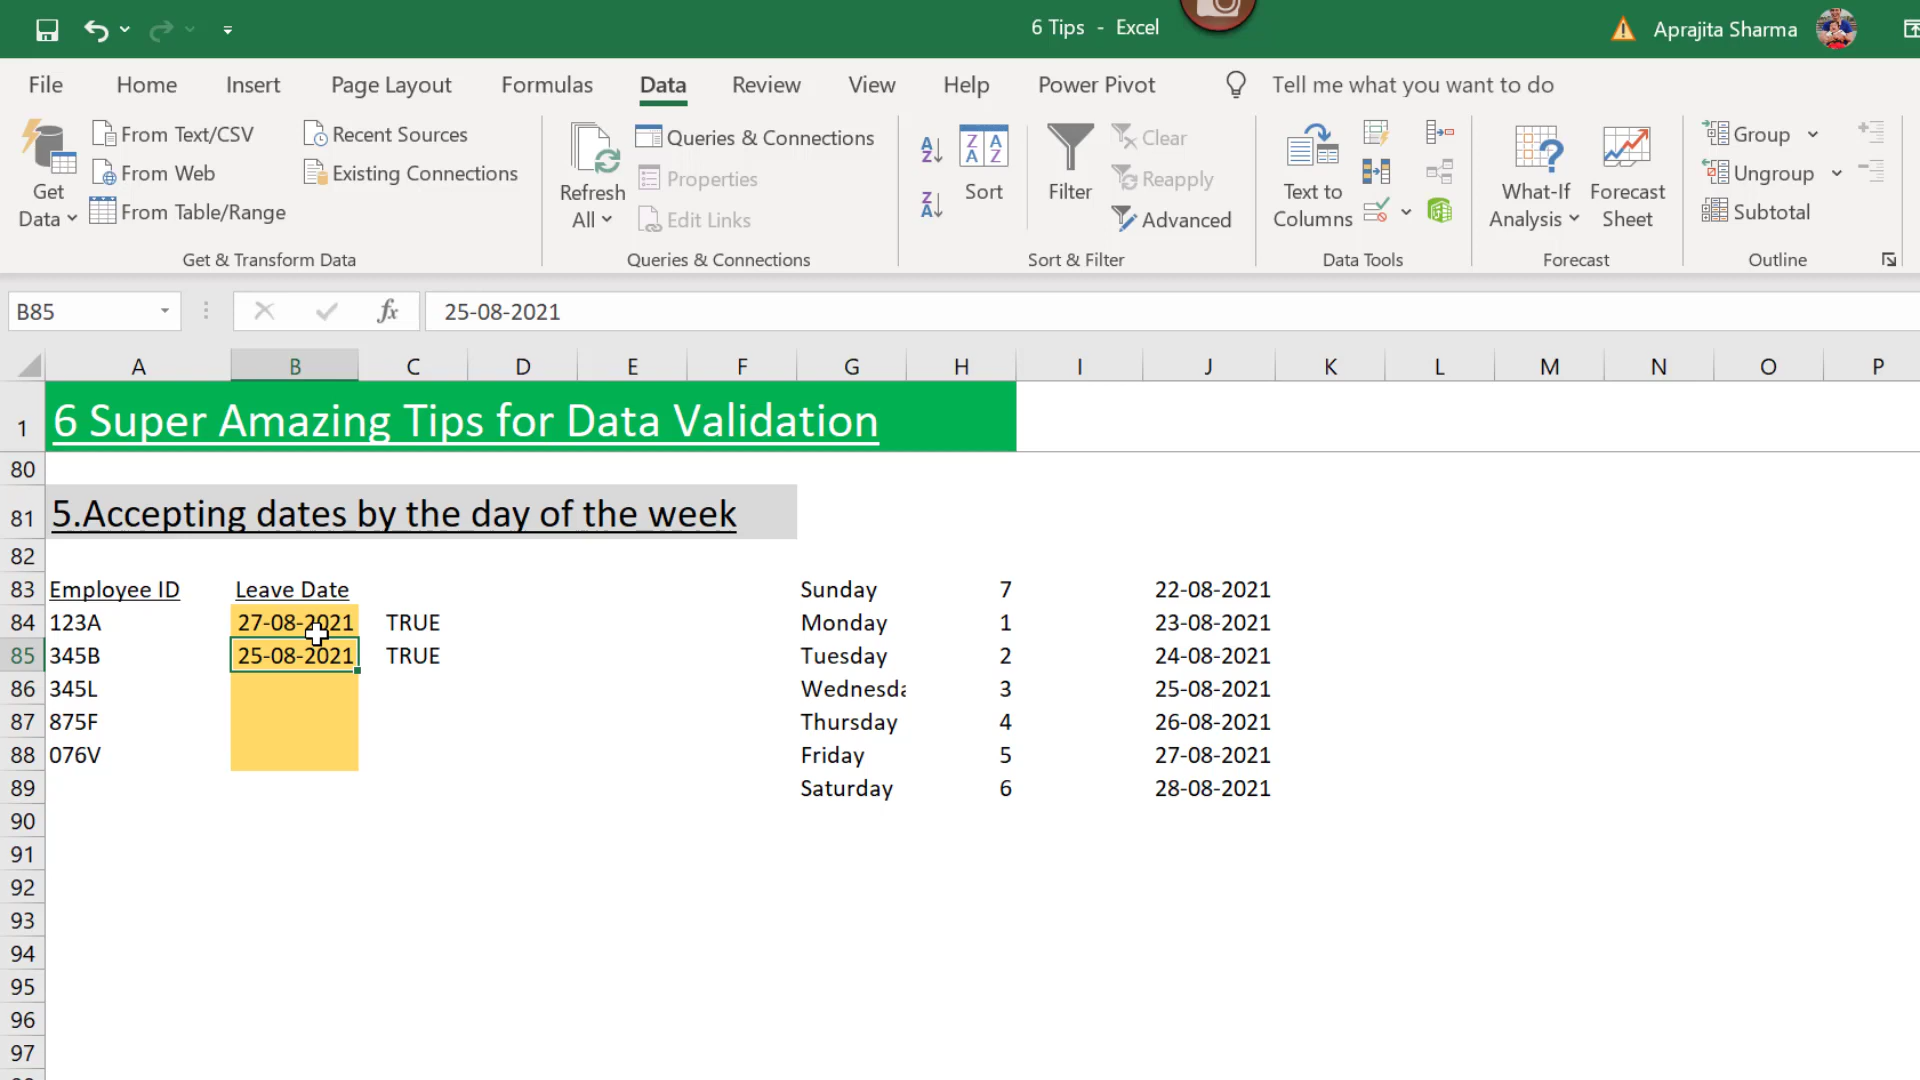 6 Tips - Excel
Aprajita Sharma
File Home Insert Page Layout Formulas Data Review View Help Power Pivot Tell me what you want to do
From Text/CSV Recent Sources
From Web Existing Connections
From Table/Range
Get Data
Get & Transform Data
Refresh All
Queries & Connections
Properties
Edit Links
Queries & Connections
Sort
Filter
Clear
Reapply
Advanced
Sort & Filter
Text to Columns
Data Tools
What-If Analysis
Forecast Sheet
Forecast
Group
Ungroup
Subtotal
Outline
B85 fx 25-08-2021
A B C D E F G H I J K L M N O P
1 6 Super Amazing Tips for Data Validation
80
81 5.Accepting dates by the day of the week
82
83 Employee ID Leave Date Sunday 7 22-08-2021
84 123A 27-08-2021 TRUE Monday 1 23-08-2021
85 345B 25-08-2021 TRUE Tuesday 2 24-08-2021
86 345L Wednesda 3 25-08-2021
87 875F Thursday 4 26-08-2021
88 076V Friday 5 27-08-2021
89 Saturday 6 28-08-2021
90
91
92
93
94
95
96
97